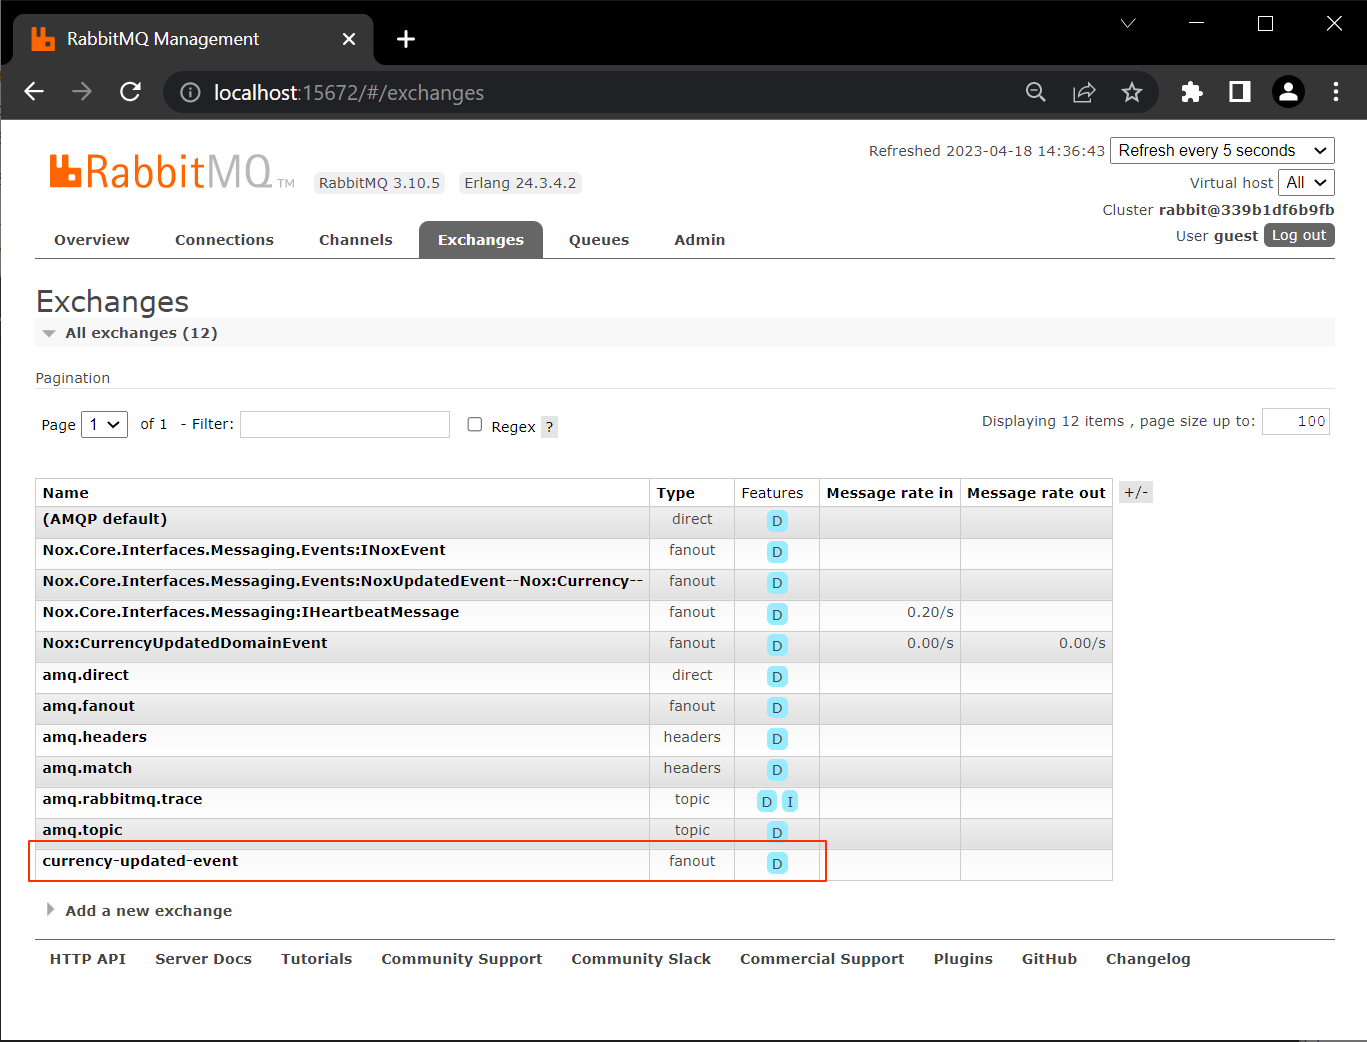 RabbitMQ Management
localhost:15672/#/exchanges
RabbitMQ TM
RabbitMQ 3.10.5
Erlang 24.3.4.2
Refreshed 2023-04-18 14:36:43 Refresh every 5 seconds
Virtual host All
Cluster rabbit@339b1df6b9fb
User guest Log out
Overview Connections Channels Exchanges Queues Admin
Exchanges
All exchanges (12)
Pagination
Page 1 of 1 - Filter: Regex ? Displaying 12 items , page size up to: 100
Name Type Features Message rate in Message rate out +/-
(AMQP default) direct D
Nox.Core.Interfaces.Messaging.Events:INoxEvent fanout D
Nox.Core.Interfaces.Messaging.Events:NoxUpdatedEvent--Nox:Currency-- fanout D
Nox.Core.Interfaces.Messaging:IHeartbeatMessage fanout D 0.20/s
Nox:CurrencyUpdatedDomainEvent fanout D 0.00/s 0.00/s
amq.direct direct D
amq.fanout fanout D
amq.headers headers D
amq.match headers D
amq.rabbitmq.trace topic D I
amq.topic topic D
currency-updated-event fanout D
Add a new exchange
HTTP API Server Docs Tutorials Community Support Community Slack Commercial Support Plugins GitHub Changelog